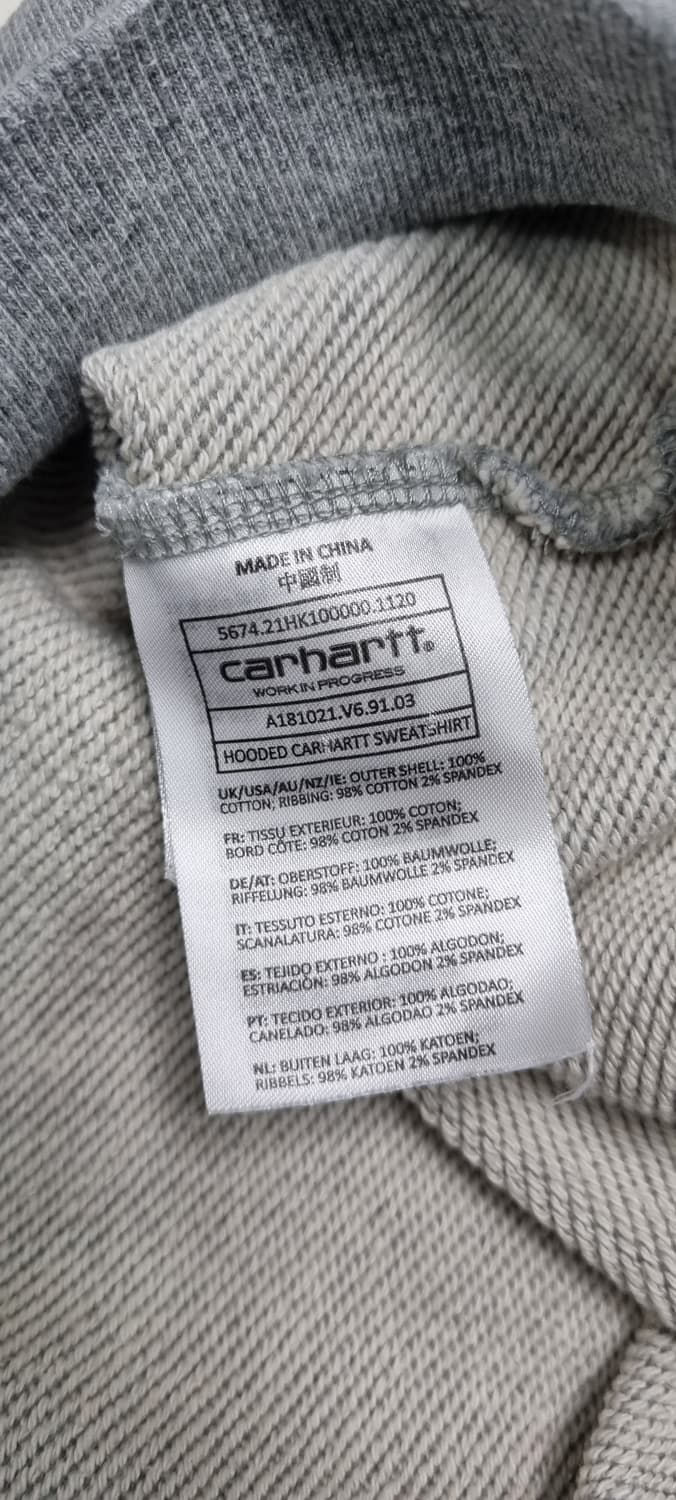 MADE IN CHINA
中國制
5674.21HK100000.1120
carhartt®
WORK IN PROGRESS
A181021.V6.91.03
HOODED CARHARTT SWEATSHIRT
UK/USA/AU/NZ/IE: OUTER SHELL: 100%
COTTON; RIBBING: 98% COTTON 2% SPANDEX
FR: TISSU EXTERIEUR: 100% COTON;
BORD CÔTE: 98% COTON 2% SPANDEX
DE/AT: OBERSTOFF: 100% BAUMWOLLE;
RIFFELUNG: 98% BAUMWOLLE 2% SPANDEX
IT: TESSUTO ESTERNO: 100% COTONE;
SCANALATURA: 98% COTONE 2% SPANDEX
ES: TEJIDO EXTERNO : 100% ALGODON;
ESTRIACIÓN: 98% ALGODON 2% SPANDEX
PT: TECIDO EXTERIOR: 100% ALGODAO;
CANELADO: 98% ALGODAO 2% SPANDEX
NL: BUITEN LAAG: 100% KATOEN;
RIBBELS: 98% KATOEN 2% SPANDEX